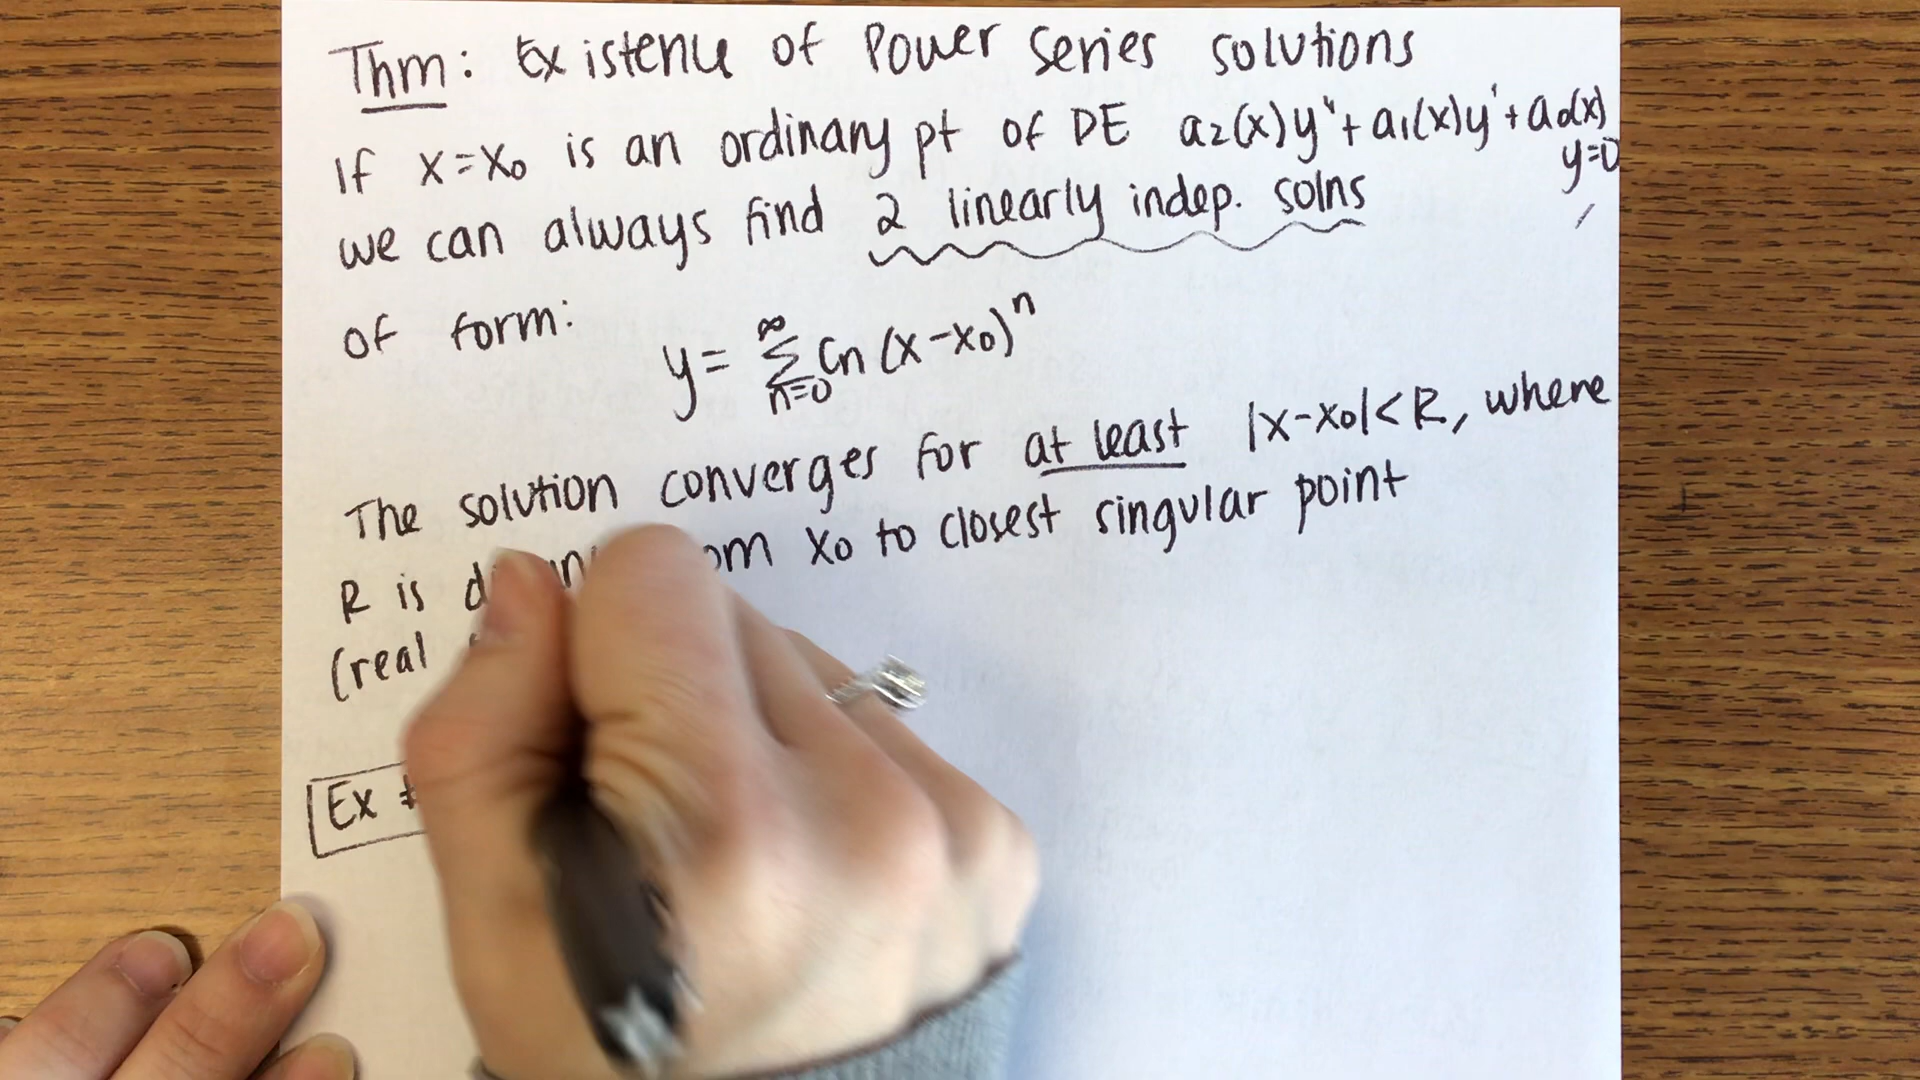 Thm: Existence of Power Series solutions
If x=x₀ is an ordinary pt of DE a₂(x)y"+a₁(x)y'+a₀(x)
y=0
we can always find 2 linearly indep. solns
of form:
y= ∞ Σ n=0 Cn (x-x₀)ⁿ
The solution converges for at least |x-x₀|<R, where
R is x₀ to closest singular point
(real
Ex #